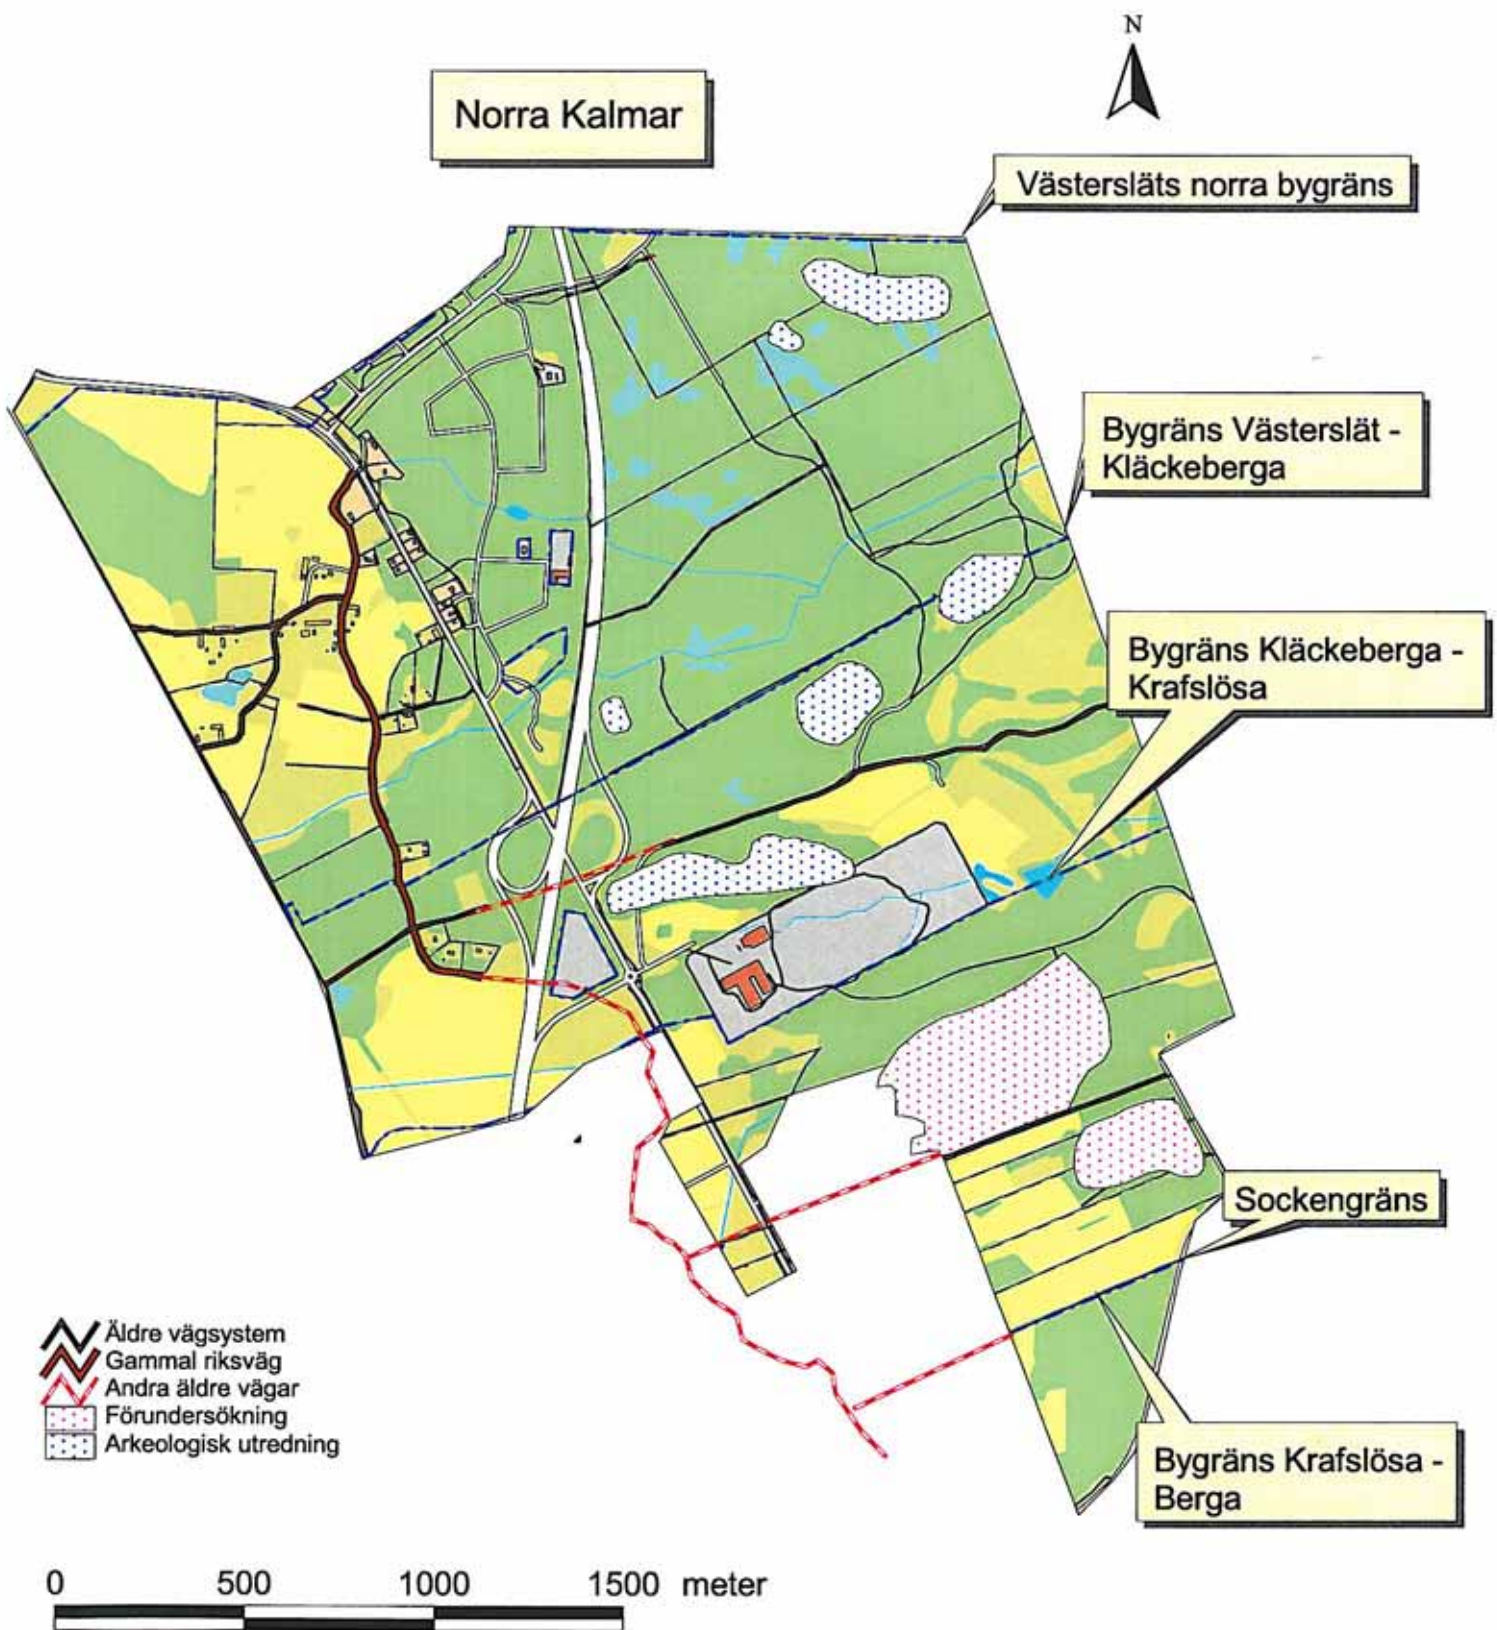 N
Norra Kalmar
Västersläts norra bygräns
Bygräns Västerslät -
Kläckeberga
Bygräns Kläckeberga -
Krafslösa
Sockengräns
Äldre vägsystem
Gammal riksväg
Andra äldre vägar
Förundersökning
Arkeologisk utredning
Bygräns Krafslösa -
Berga
0 500 1000 1500 meter